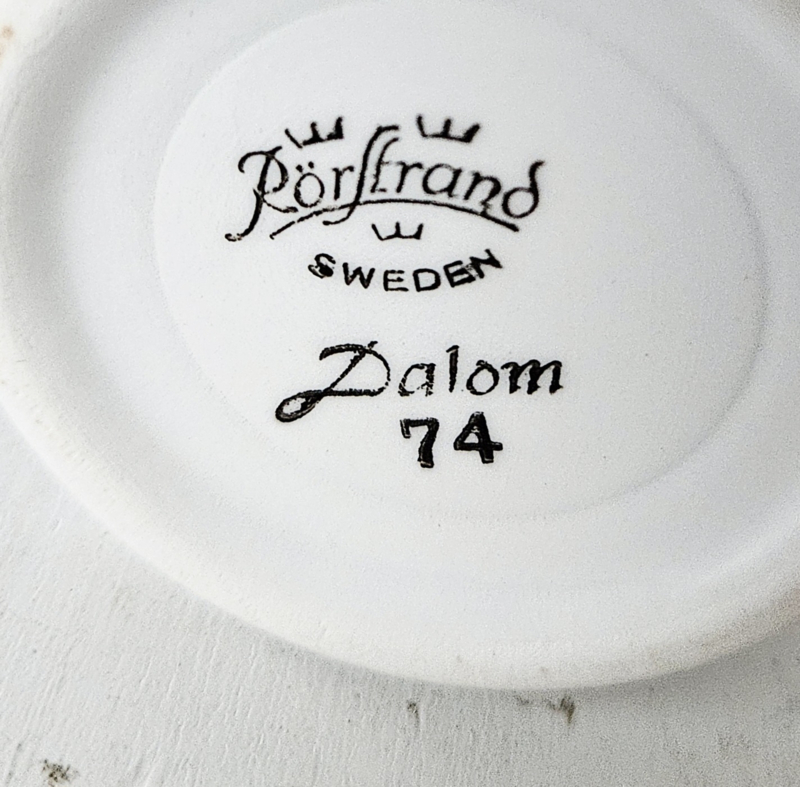 Rörstrand
SWEDEN
Dalom
74